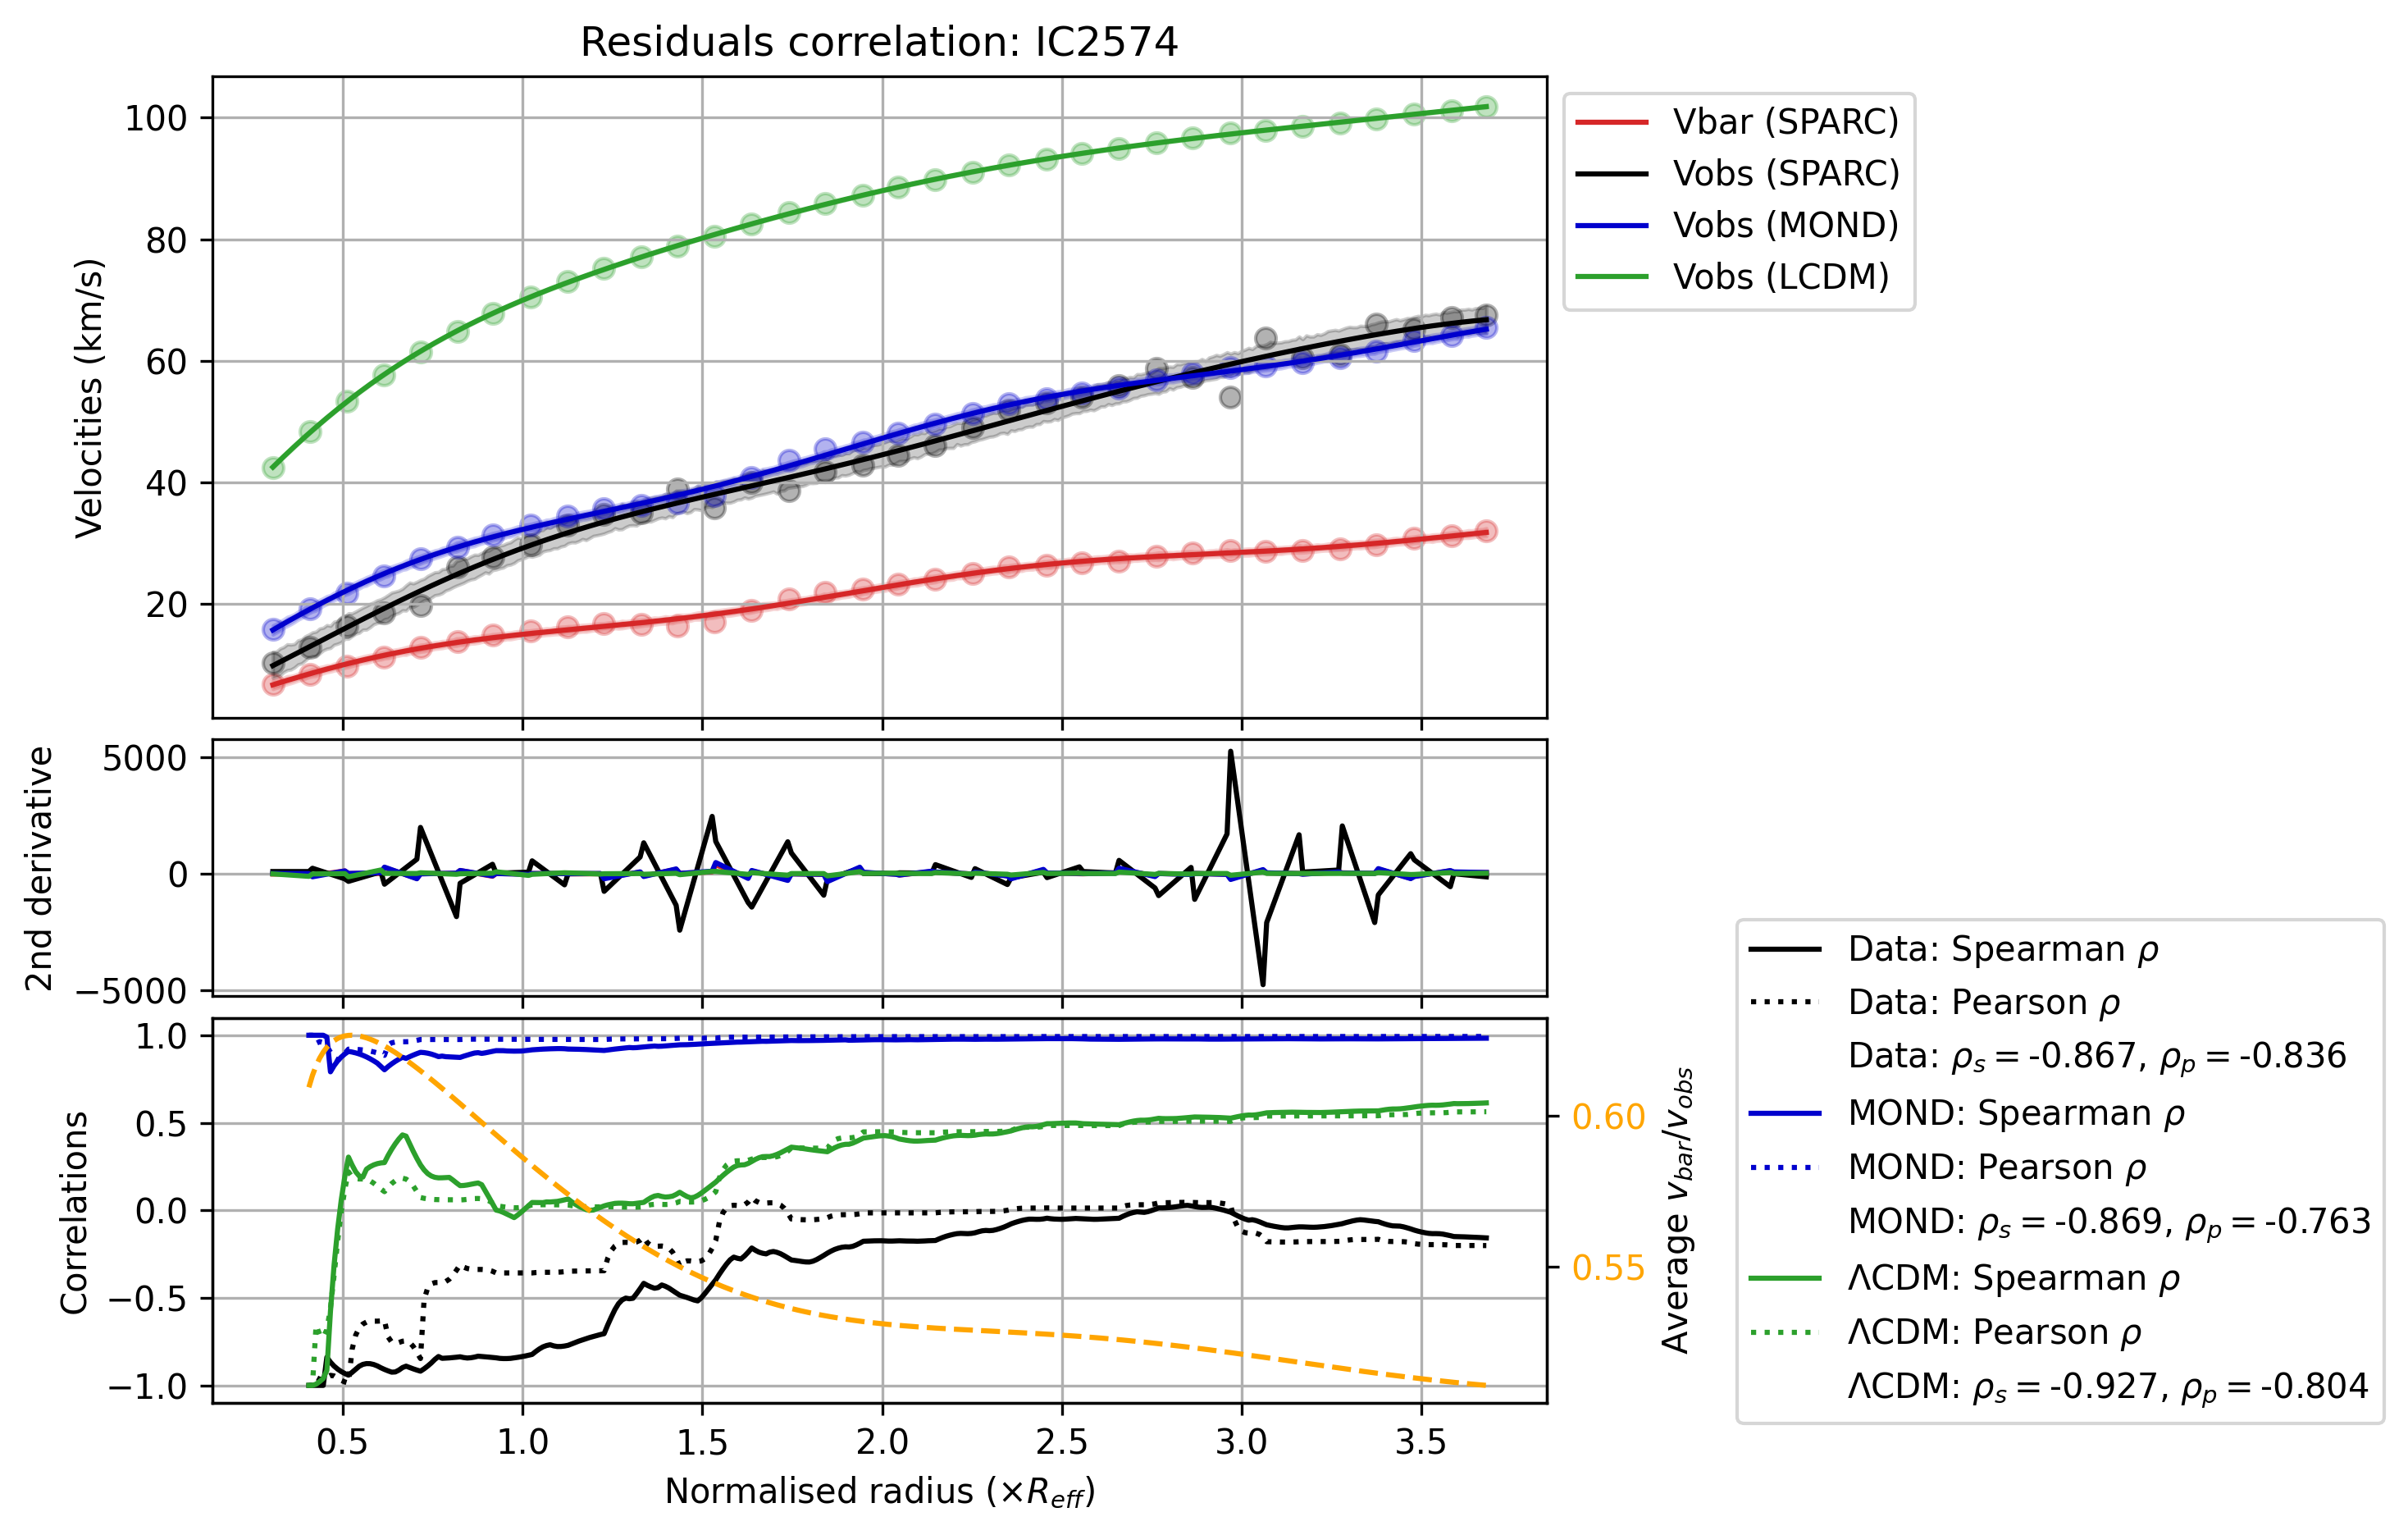 Residuals correlation: IC2574
Velocities (km/s)
100
80
60
40
20
Vbar (SPARC)
Vobs (SPARC)
Vobs (MOND)
Vobs (LCDM)
2nd derivative
5000
0
−5000
Correlations
1.0
0.5
0.0
−0.5
−1.0
0.60
0.55
Average v_bar/v_obs
0.5 1.0 1.5 2.0 2.5 3.0 3.5
Normalised radius (×R_eff)
Data: Spearman ρ
Data: Pearson ρ
Data: ρ_s = -0.867, ρ_p = -0.836
MOND: Spearman ρ
MOND: Pearson ρ
MOND: ρ_s = -0.869, ρ_p = -0.763
ΛCDM: Spearman ρ
ΛCDM: Pearson ρ
ΛCDM: ρ_s = -0.927, ρ_p = -0.804